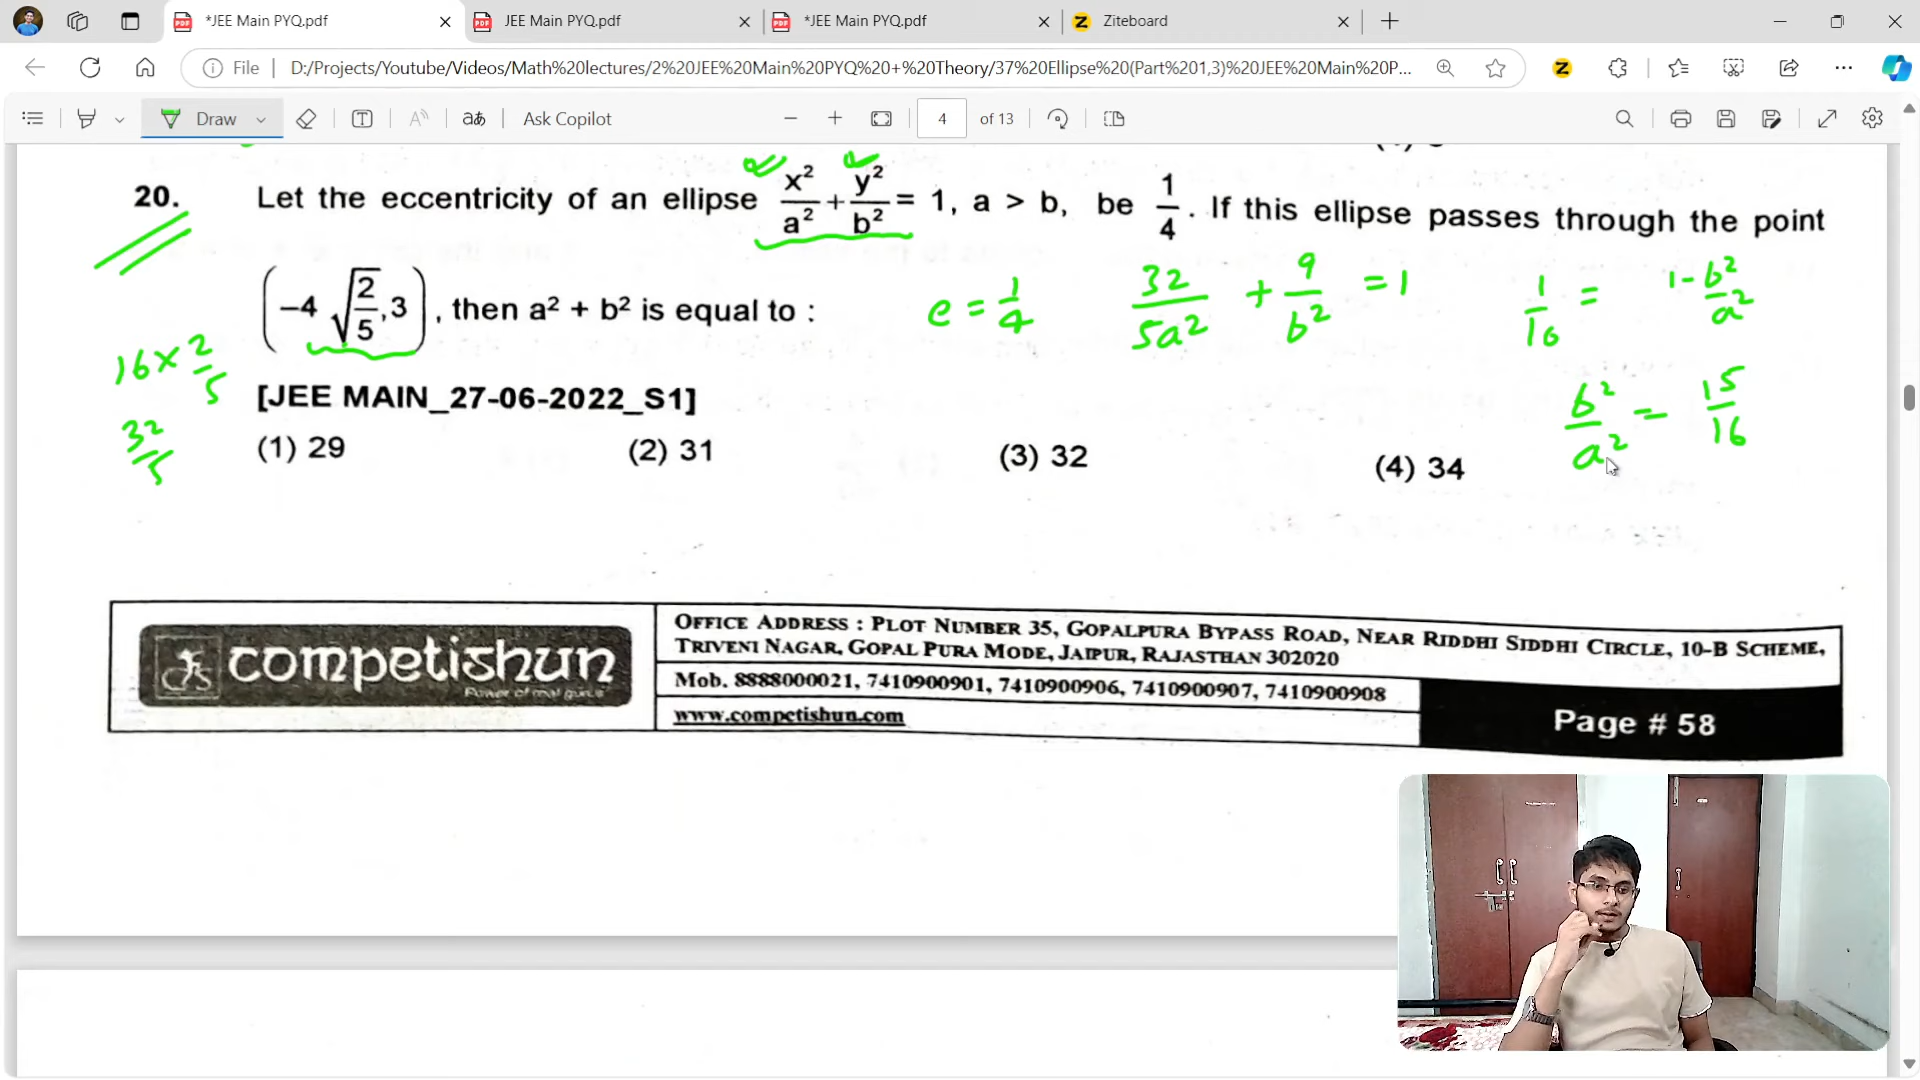 *JEE Main PYQ.pdf
JEE Main PYQ.pdf
*JEE Main PYQ.pdf
Ziteboard
File | D:/Projects/Youtube/Videos/Math%20lectures/2%20JEE%20Main%20PYQ%20+%20Theory/37%20Ellipse%20(Part%201,3)%20JEE%20Main%20P...
Draw
aあ
Ask Copilot
4 of 13
20. Let the eccentricity of an ellipse x²/a² + y²/b² = 1, a > b, be 1/4. If this ellipse passes through the point
(−4 √(2/5), 3), then a² + b² is equal to :
e = 1/4
32/5a² + 9/b² = 1
1/16 = 1 - b²/a²
16 × 2/5
b²/a² = 15/16
[JEE MAIN_27-06-2022_S1]
32/5
(1) 29 (2) 31 (3) 32 (4) 34
competishun
OFFICE ADDRESS : PLOT NUMBER 35, GOPALPURA BYPASS ROAD, NEAR RIDDHI SIDDHI CIRCLE, 10-B SCHEME,
TRIVENI NAGAR, GOPAL PURA MODE, JAIPUR, RAJASTHAN 302020
Mob. 8888000021, 7410900901, 7410900906, 7410900907, 7410900908
www.competishun.com
Page # 58